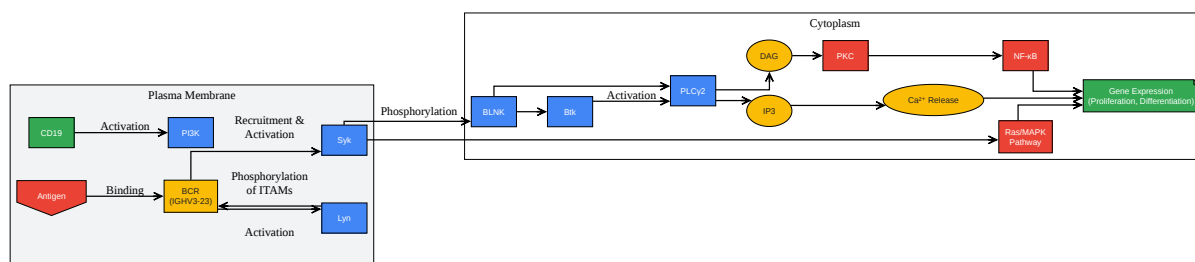 Cytoplasm
DAG
PKC
NF-κB
Plasma Membrane
PLCγ2
BLNK
Btk
Activation
IP3
Ca²⁺ Release
Gene Expression
(Proliferation, Differentiation)
Phosphorylation
CD19
Activation
PI3K
Recruitment &
Activation
Syk
Ras/MAPK
Pathway
Antigen
Binding
BCR
(IGHV3-23)
Phosphorylation
of ITAMs
Lyn
Activation